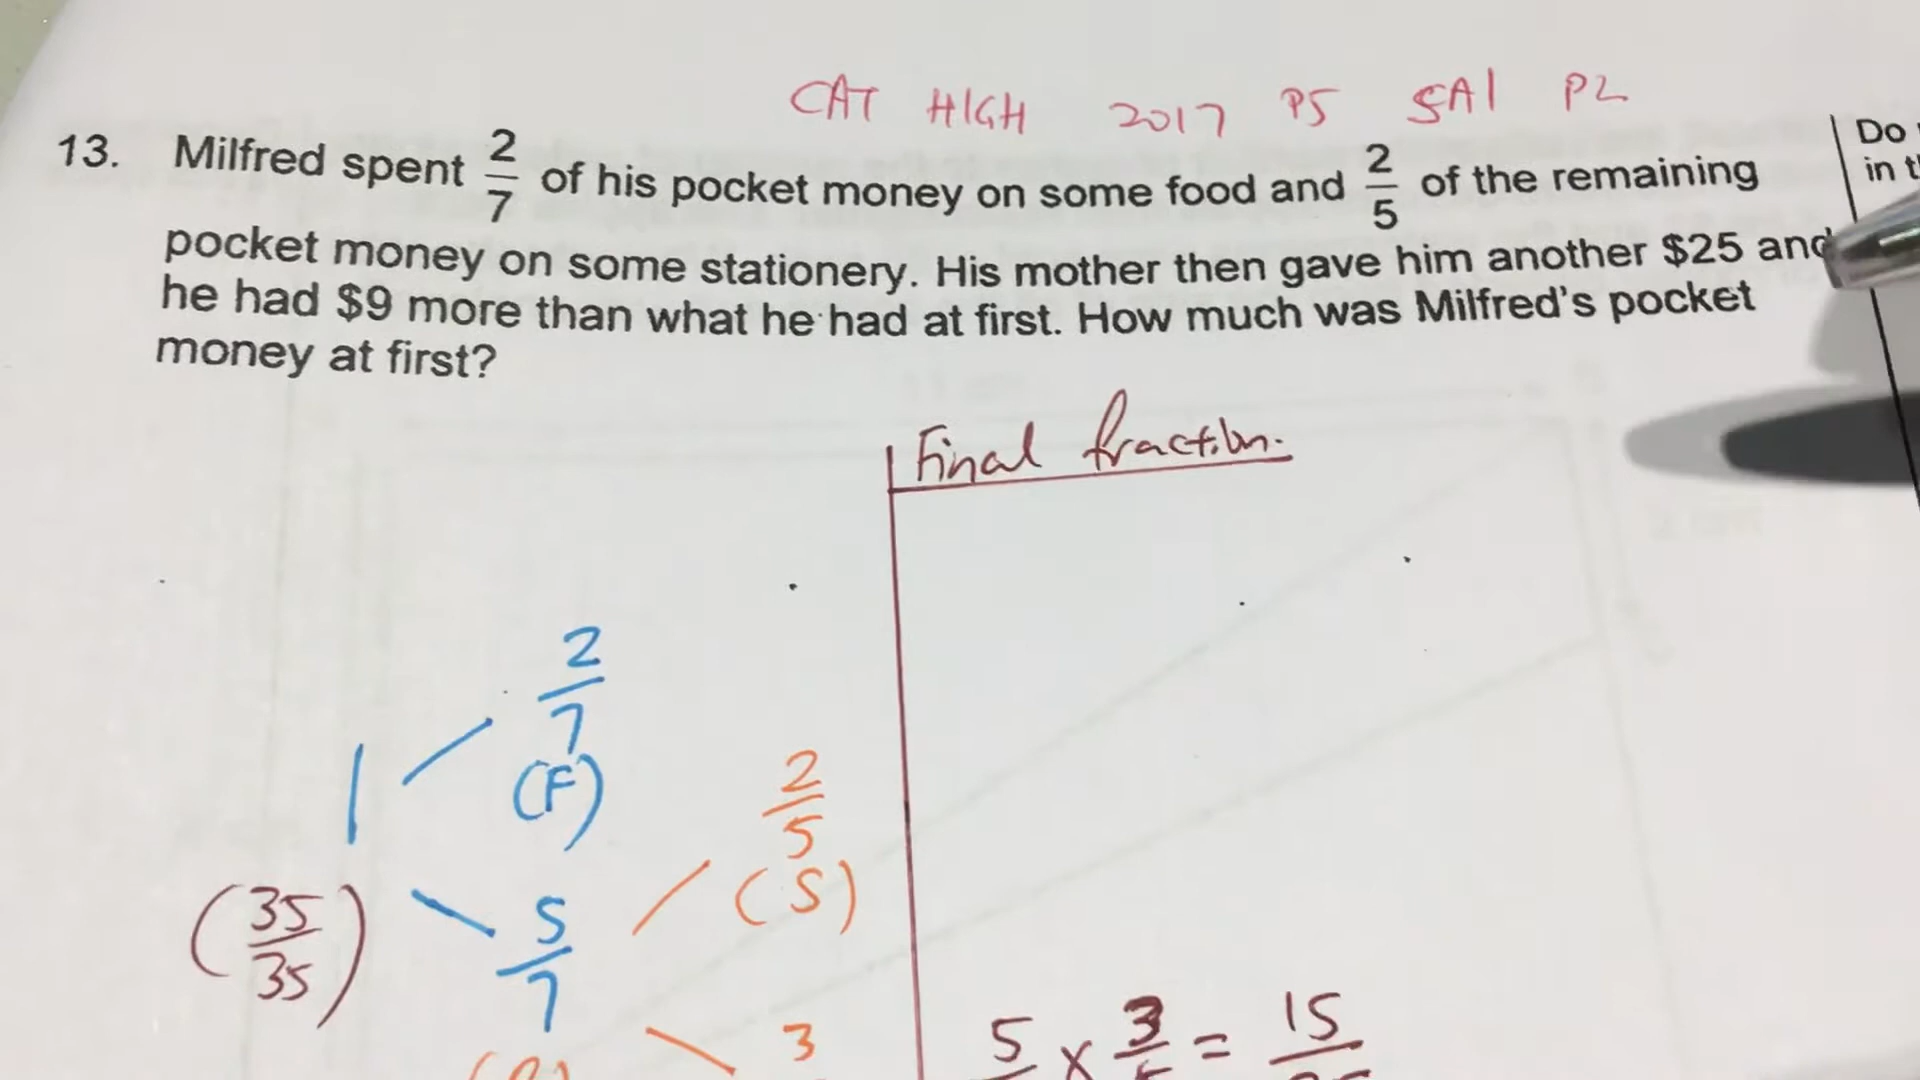 CAT HIGH 2017 P5 SA1 P2
Do
in t
13. Milfred spent 2/7 of his pocket money on some food and 2/5 of the remaining
pocket money on some stationery. His mother then gave him another $25 and
he had $9 more than what he had at first. How much was Milfred's pocket
money at first?
Final fraction.
2/7
(F)
1
2/5
(S)
(35/35)
5/7
3
5 x 3 = 15